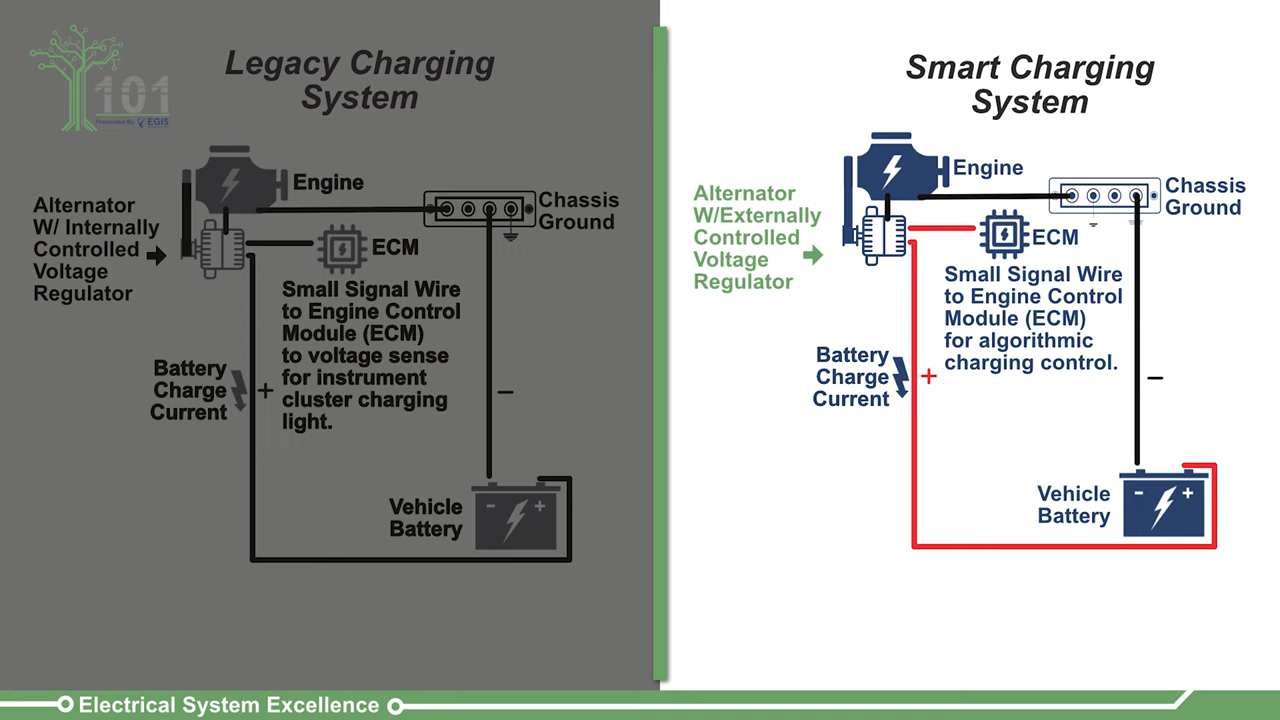 101
Presented By EGIS
Legacy Charging
System
Engine
Alternator
W/ Internally
Controlled
Voltage
Regulator
Chassis
Ground
ECM
Small Signal Wire
to Engine Control
Module (ECM)
to voltage sense
for instrument
cluster charging
light.
Battery
Charge
Current
+
−
Vehicle
Battery
- +
Smart Charging
System
Engine
Alternator
W/Externally
Controlled
Voltage
Regulator
Chassis
Ground
ECM
Small Signal Wire
to Engine Control
Module (ECM)
for algorithmic
charging control.
Battery
Charge
Current
+
−
Vehicle
Battery
- +
Electrical System Excellence